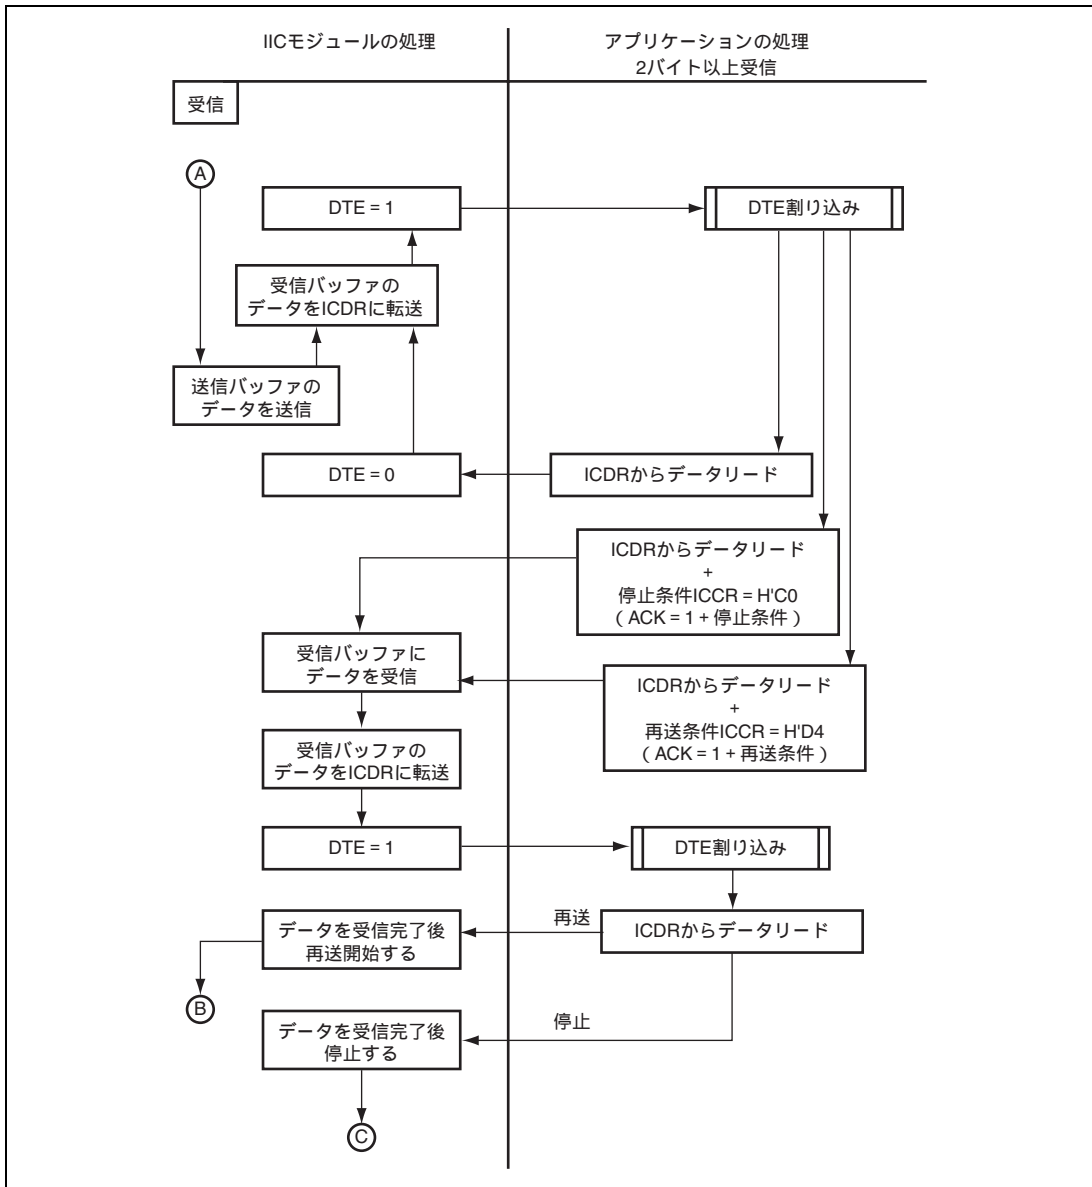 IICモジュールの処理
アプリケーションの処理
2バイト以上受信
受信
A
DTE = 1
DTE割り込み
受信バッファの
データをICDRに転送
送信バッファの
データを送信
DTE = 0
ICDRからデータリード
ICDRからデータリード
+
停止条件ICCR = H'C0
(ACK = 1 + 停止条件)
受信バッファに
データを受信
ICDRからデータリード
+
再送条件ICCR = H'D4
(ACK = 1 + 再送条件)
受信バッファの
データをICDRに転送
DTE = 1
DTE割り込み
データを受信完了後
再送開始する
再送
ICDRからデータリード
B
データを受信完了後
停止する
停止
C